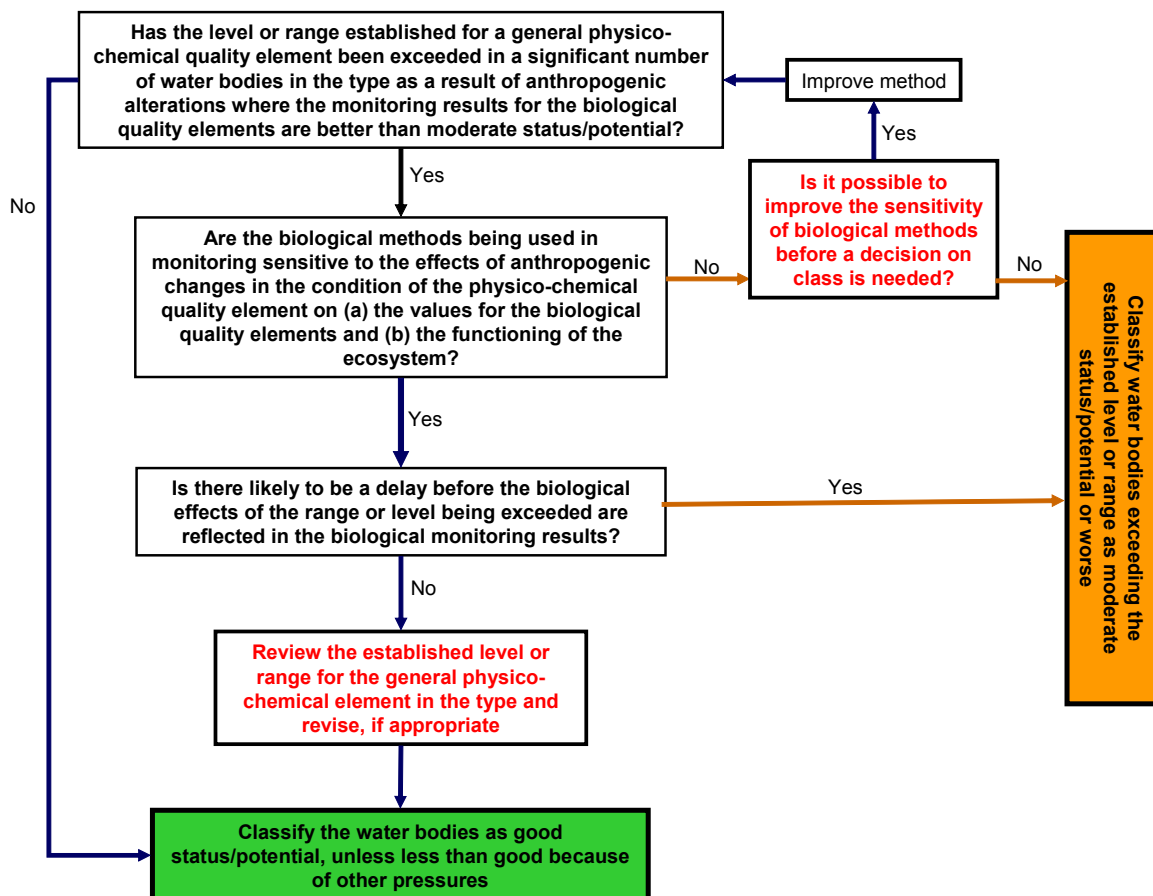 Has the level or range established for a general physico-
chemical quality element been exceeded in a significant number
of water bodies in the type as a result of anthropogenic
alterations where the monitoring results for the biological
quality elements are better than moderate status/potential?
Improve method
Yes
Yes
No
Is it possible to
improve the sensitivity
of biological methods
before a decision on
class is needed?
Are the biological methods being used in
monitoring sensitive to the effects of anthropogenic
changes in the condition of the physico-chemical
quality element on (a) the values for the biological
quality elements and (b) the functioning of the
ecosystem?
No
No
Classify water bodies exceeding the
established level or range as moderate
status/potential or worse
Yes
Is there likely to be a delay before the biological
effects of the range or level being exceeded are
reflected in the biological monitoring results?
Yes
No
Review the established level or
range for the general physico-
chemical element in the type and
revise, if appropriate
Classify the water bodies as good
status/potential, unless less than good because
of other pressures